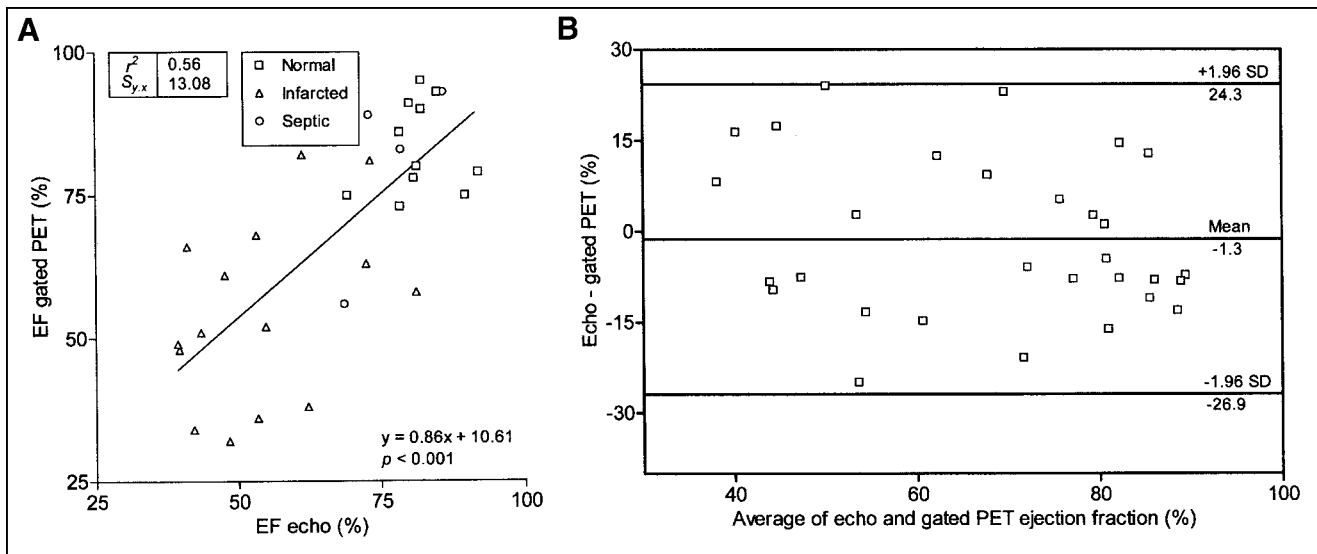 A
100
75
50
25
25
50
75
100
EF gated PET (%)
EF echo (%)
r² 0.56
Sy.x 13.08
Normal
Infarcted
Septic
y = 0.86x + 10.61
p < 0.001
B
30
15
0
-15
-30
40
60
80
100
Echo - gated PET (%)
Average of echo and gated PET ejection fraction (%)
+1.96 SD
24.3
Mean
-1.3
-1.96 SD
-26.9